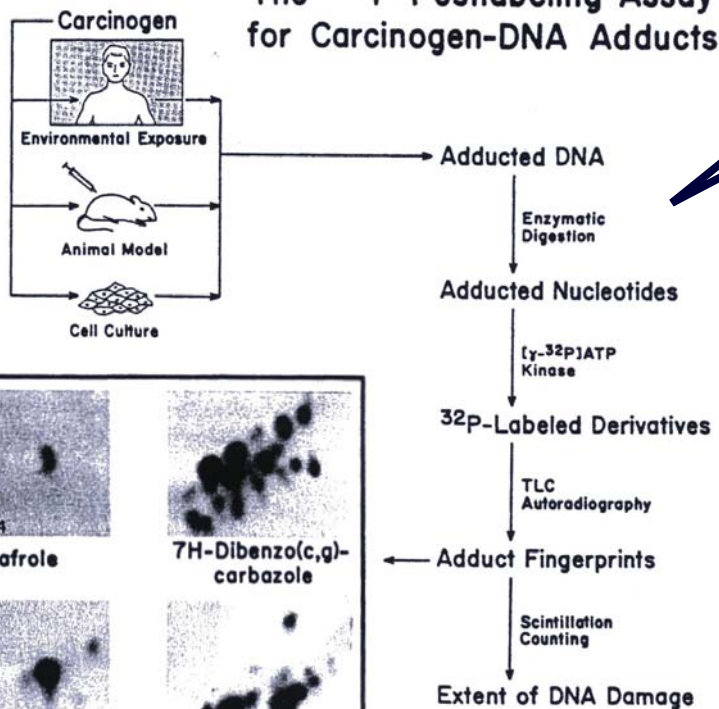 for Carcinogen-DNA Adducts
Carcinogen
Environmental Exposure
Animal Model
Cell Culture
Adducted DNA
Enzymatic
Digestion
Adducted Nucleotides
[γ-³²P]ATP
Kinase
³²P-Labeled Derivatives
TLC
Autoradiography
Adduct Fingerprints
Scintillation
Counting
Extent of DNA Damage
7H-Dibenzo(c,g)-
carbazole